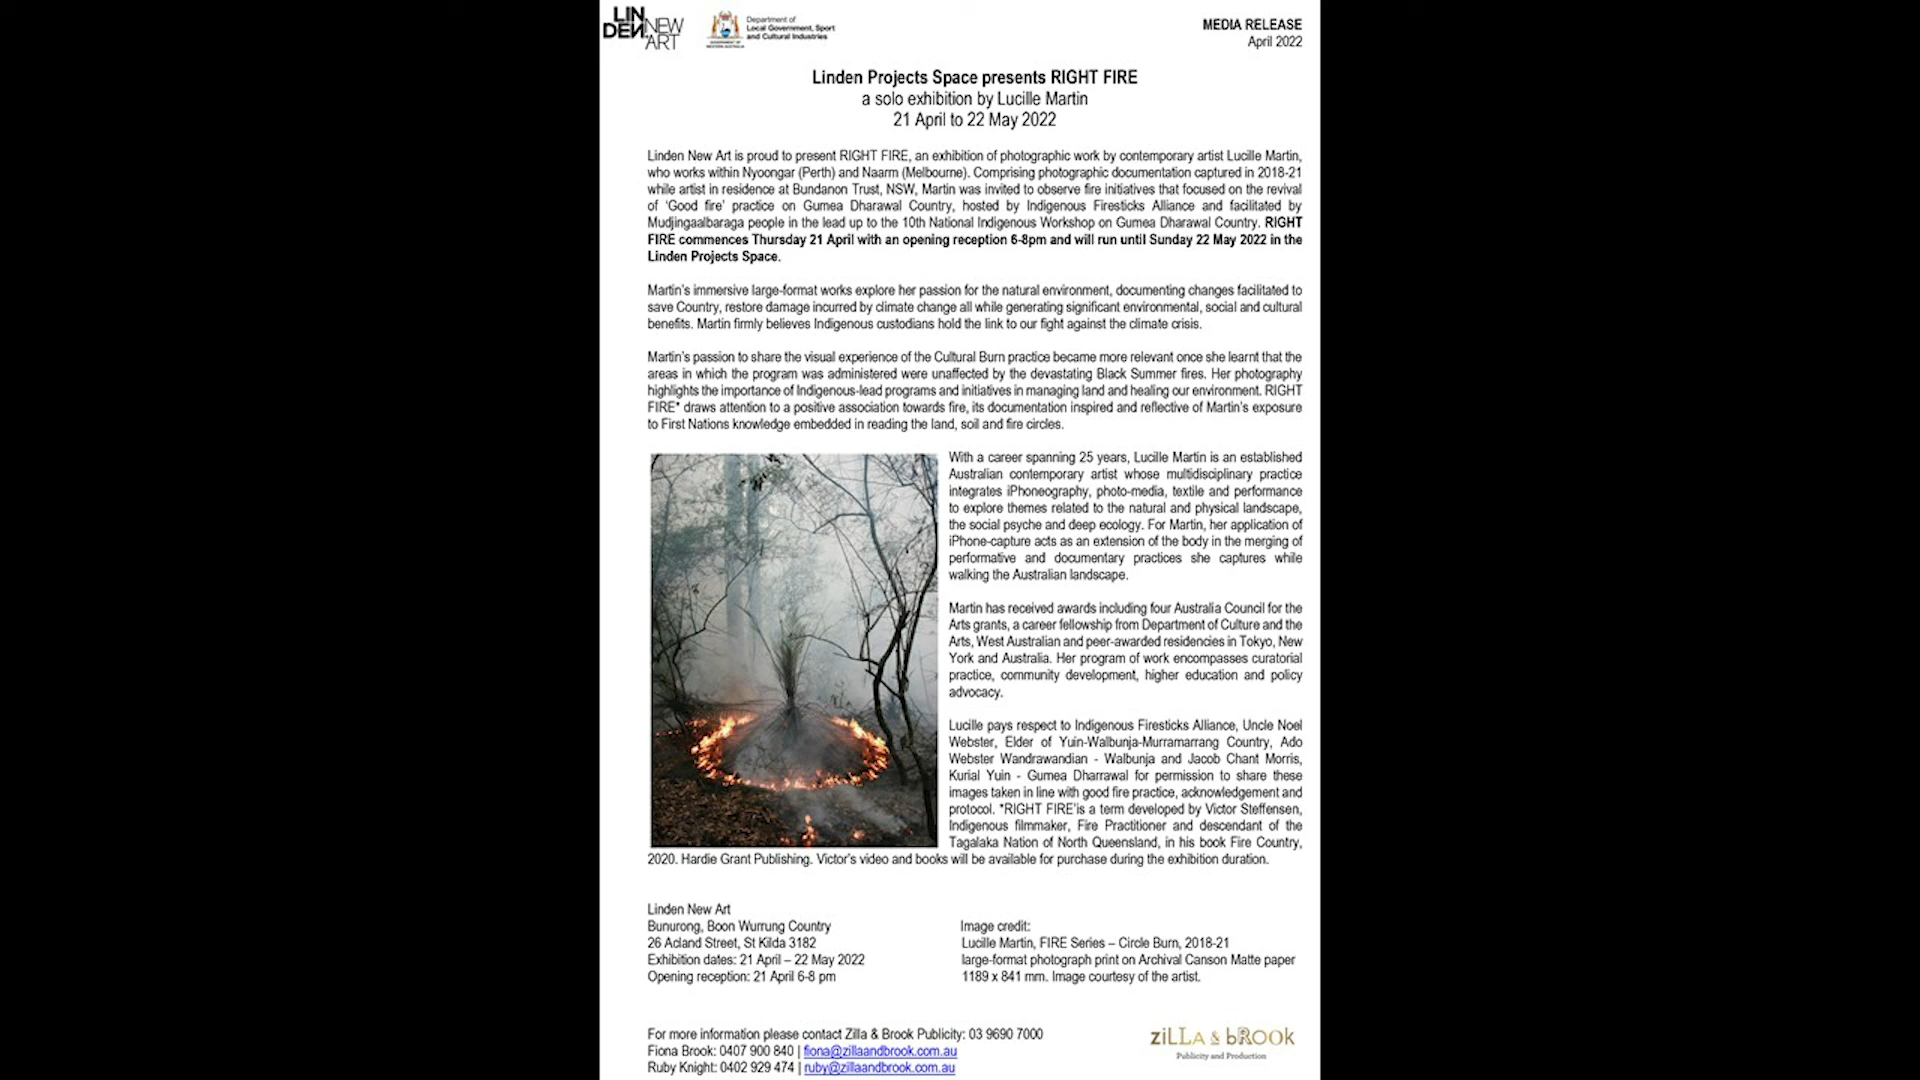 LIN
DEN NEW
ART
Department of
Local Government, Sport
and Cultural Industries
GOVERNMENT OF
WESTERN AUSTRALIA
MEDIA RELEASE
April 2022
Linden Projects Space presents RIGHT FIRE
a solo exhibition by Lucille Martin
21 April to 22 May 2022
Linden New Art is proud to present RIGHT FIRE, an exhibition of photographic work by contemporary artist Lucille Martin,
who works within Nyoongar (Perth) and Naarm (Melbourne). Comprising photographic documentation captured in 2018-21
while artist in residence at Bundanon Trust, NSW, Martin was invited to observe fire initiatives that focused on the revival
of ‘Good fire’ practice on Gumea Dharawal Country, hosted by Indigenous Firesticks Alliance and facilitated by
Mudjingaalbaraga people in the lead up to the 10th National Indigenous Workshop on Gumea Dharawal Country. RIGHT
FIRE commences Thursday 21 April with an opening reception 6-8pm and will run until Sunday 22 May 2022 in the
Linden Projects Space.
Martin’s immersive large-format works explore her passion for the natural environment, documenting changes facilitated to
save Country, restore damage incurred by climate change all while generating significant environmental, social and cultural
benefits. Martin firmly believes Indigenous custodians hold the link to our fight against the climate crisis.
Martin’s passion to share the visual experience of the Cultural Burn practice became more relevant once she learnt that the
areas in which the program was administered were unaffected by the devastating Black Summer fires. Her photography
highlights the importance of Indigenous-lead programs and initiatives in managing land and healing our environment. RIGHT
FIRE* draws attention to a positive association towards fire, its documentation inspired and reflective of Martin’s exposure
to First Nations knowledge embedded in reading the land, soil and fire circles.
With a career spanning 25 years, Lucille Martin is an established
Australian contemporary artist whose multidisciplinary practice
integrates iPhoneography, photo-media, textile and performance
to explore themes related to the natural and physical landscape,
the social psyche and deep ecology. For Martin, her application of
iPhone-capture acts as an extension of the body in the merging of
performative and documentary practices she captures while
walking the Australian landscape.
Martin has received awards including four Australia Council for the
Arts grants, a career fellowship from Department of Culture and the
Arts, West Australian and peer-awarded residencies in Tokyo, New
York and Australia. Her program of work encompasses curatorial
practice, community development, higher education and policy
advocacy.
Lucille pays respect to Indigenous Firesticks Alliance, Uncle Noel
Webster, Elder of Yuin-Walbunja-Murramarrang Country, Ado
Webster Wandrawandian - Walbunja and Jacob Chant Morris,
Kurial Yuin - Gumea Dharrawal for permission to share these
images taken in line with good fire practice, acknowledgement and
protocol. *RIGHT FIRE’is a term developed by Victor Steffensen,
Indigenous filmmaker, Fire Practitioner and descendant of the
Tagalaka Nation of North Queensland, in his book Fire Country,
2020. Hardie Grant Publishing. Victor’s video and books will be available for purchase during the exhibition duration.
Linden New Art
Bunurong, Boon Wurrung Country
26 Acland Street, St Kilda 3182
Exhibition dates: 21 April – 22 May 2022
Opening reception: 21 April 6-8 pm
Image credit:
Lucille Martin, FIRE Series – Circle Burn, 2018-21
large-format photograph print on Archival Canson Matte paper
1189 x 841 mm. Image courtesy of the artist.
For more information please contact Zilla & Brook Publicity: 03 9690 7000
Fiona Brook: 0407 900 840 | fiona@zillaandbrook.com.au
Ruby Knight: 0402 929 474 | ruby@zillaandbrook.com.au
ziLLA & bROOK
Publicity and Production